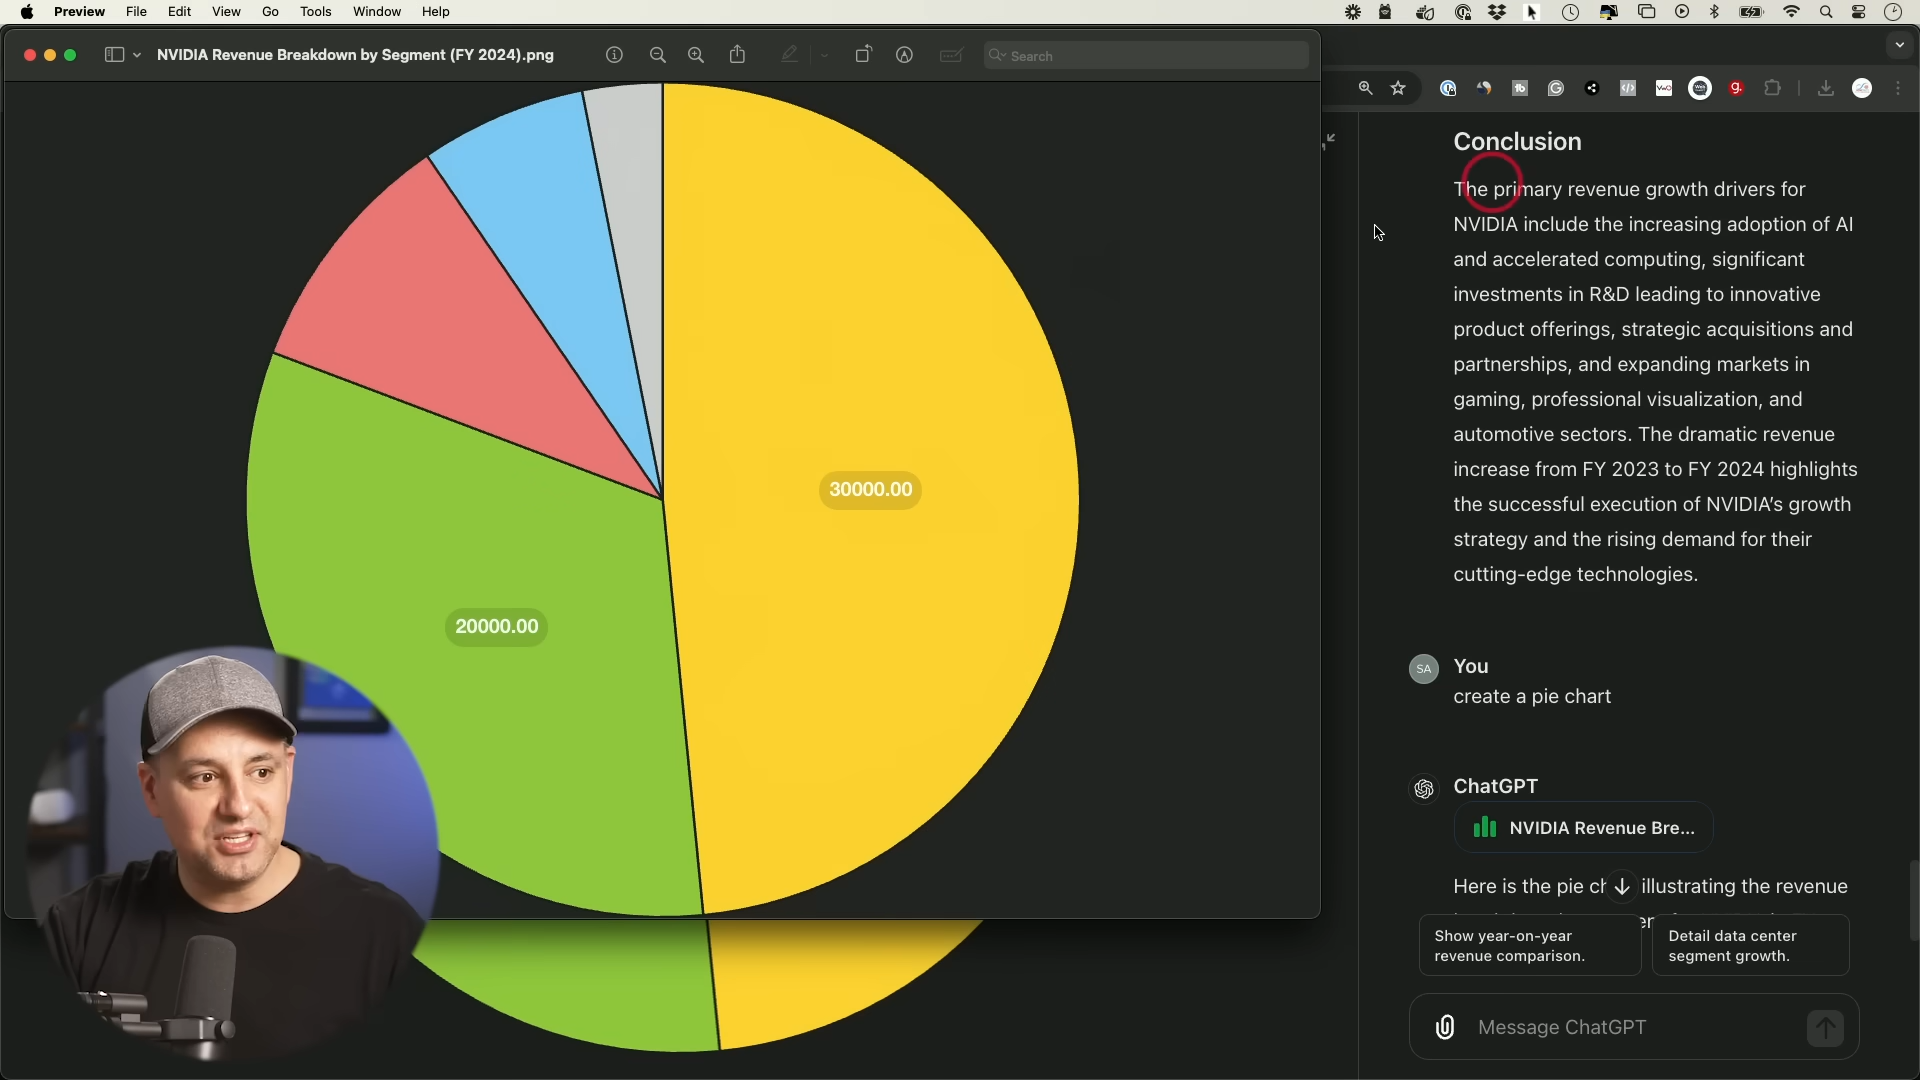 Preview File Edit View Go Tools Window Help
NVIDIA Revenue Breakdown by Segment (FY 2024).png
Search
30000.00
20000.00
Conclusion
The primary revenue growth drivers for
NVIDIA include the increasing adoption of AI
and accelerated computing, significant
investments in R&D leading to innovative
product offerings, strategic acquisitions and
partnerships, and expanding markets in
gaming, professional visualization, and
automotive sectors. The dramatic revenue
increase from FY 2023 to FY 2024 highlights
the successful execution of NVIDIA’s growth
strategy and the rising demand for their
cutting-edge technologies.
SA
You
create a pie chart
ChatGPT
NVIDIA Revenue Bre...
Here is the pie ch illustrating the revenue
Show year-on-year
revenue comparison.
Detail data center
segment growth.
Message ChatGPT